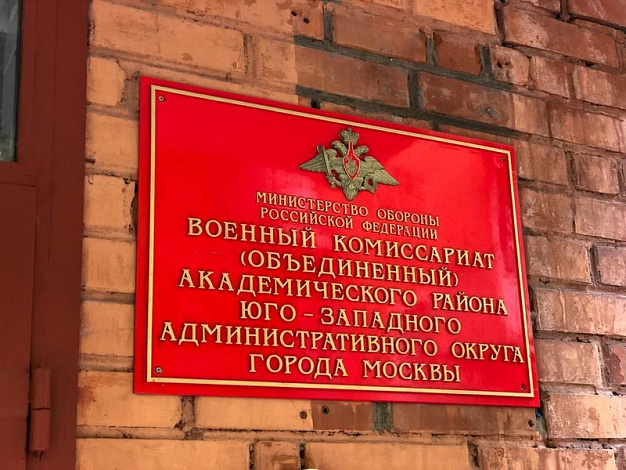 МИНИСТЕРСТВО ОБОРОНЫ
РОССИЙСКОЙ ФЕДЕРАЦИИ
ВОЕННЫЙ КОМИССАРИАТ
(ОБЪЕДИНЕННЫЙ)
АКАДЕМИЧЕСКОГО РАЙОНА
ЮГО - ЗАПАДНОГО
АДМИНИСТРАТИВНОГО ОКРУГА
ГОРОДА МОСКВЫ